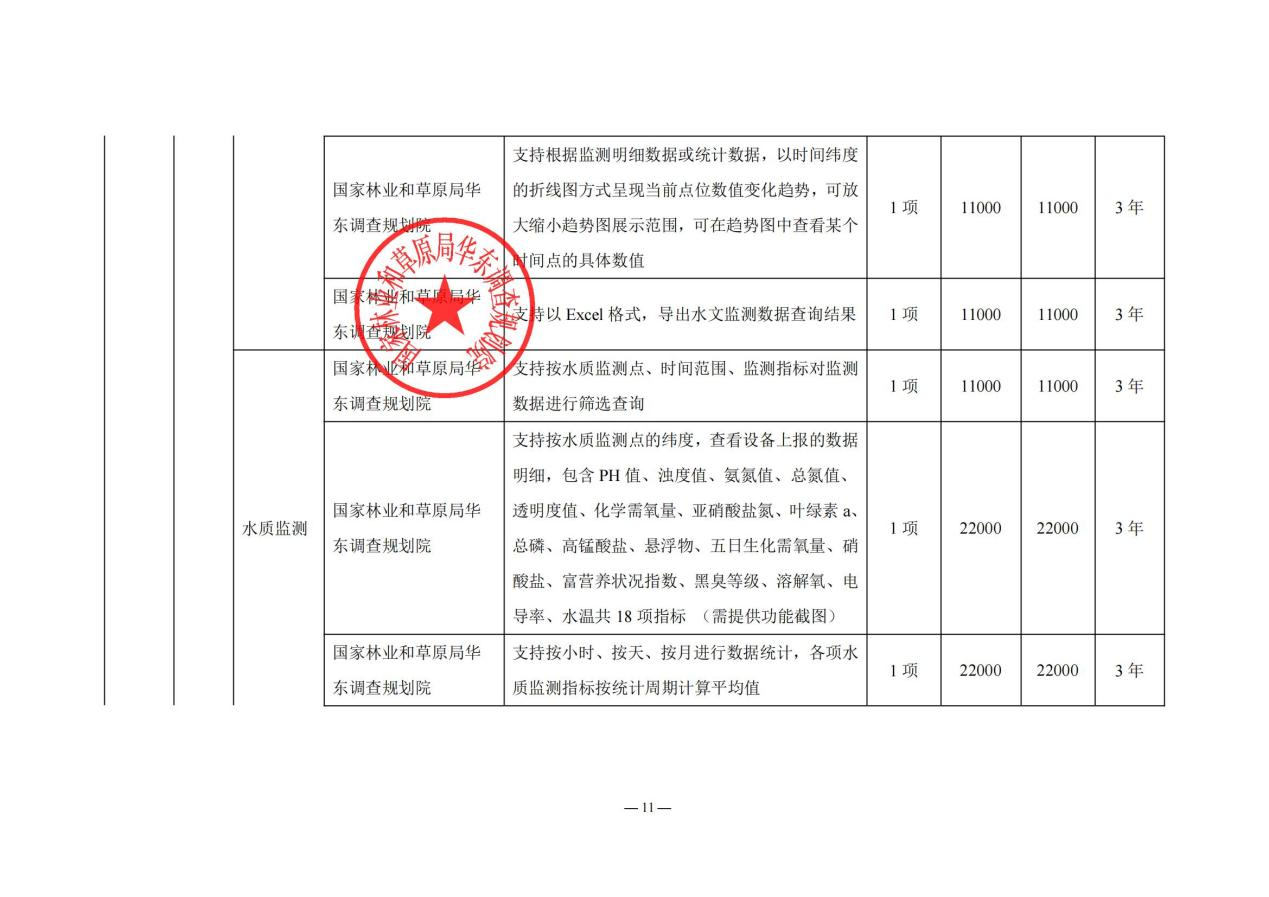 国家林业和草原局华
东调查规划院
支持根据监测明细数据或统计数据，以时间纬度
的折线图方式呈现当前点位数值变化趋势，可放
大缩小趋势图展示范围，可在趋势图中查看某个
时间点的具体数值
1 项
11000
11000
3 年
国家林业和草原局华
东调查规划院
支持以 Excel 格式，导出水文监测数据查询结果
1 项
11000
11000
3 年
国家林业和草原局华东调查规划院
水质监测
国家林业和草原局华
东调查规划院
支持按水质监测点、时间范围、监测指标对监测
数据进行筛选查询
1 项
11000
11000
3 年
国家林业和草原局华
东调查规划院
支持按水质监测点的纬度，查看设备上报的数据
明细，包含 PH 值、浊度值、氨氮值、总氮值、
透明度值、化学需氧量、亚硝酸盐氮、叶绿素 a、
总磷、高锰酸盐、悬浮物、五日生化需氧量、硝
酸盐、富营养状况指数、黑臭等级、溶解氧、电
导率、水温共 18 项指标 （需提供功能截图）
1 项
22000
22000
3 年
国家林业和草原局华
东调查规划院
支持按小时、按天、按月进行数据统计，各项水
质监测指标按统计周期计算平均值
1 项
22000
22000
3 年
— 11 —